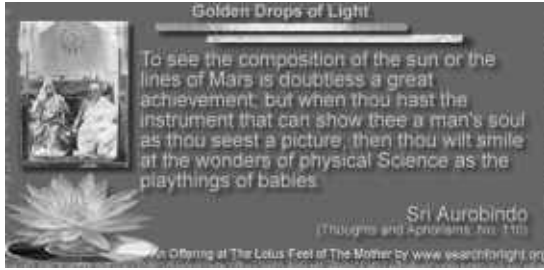 Golden Drops of Light
To see the composition of the sun or the
lines of Mars is doubtless a great
achievement; but when thou hast the
instrument that can show thee a man's soul
as thou seest a picture, then thou wilt smile
at the wonders of physical Science as the
playthings of babies.
Sri Aurobindo
(Thoughts and Aphorisms, No. 110)
An Offering at The Lotus Feet of The Mother by www.searchforlight.org